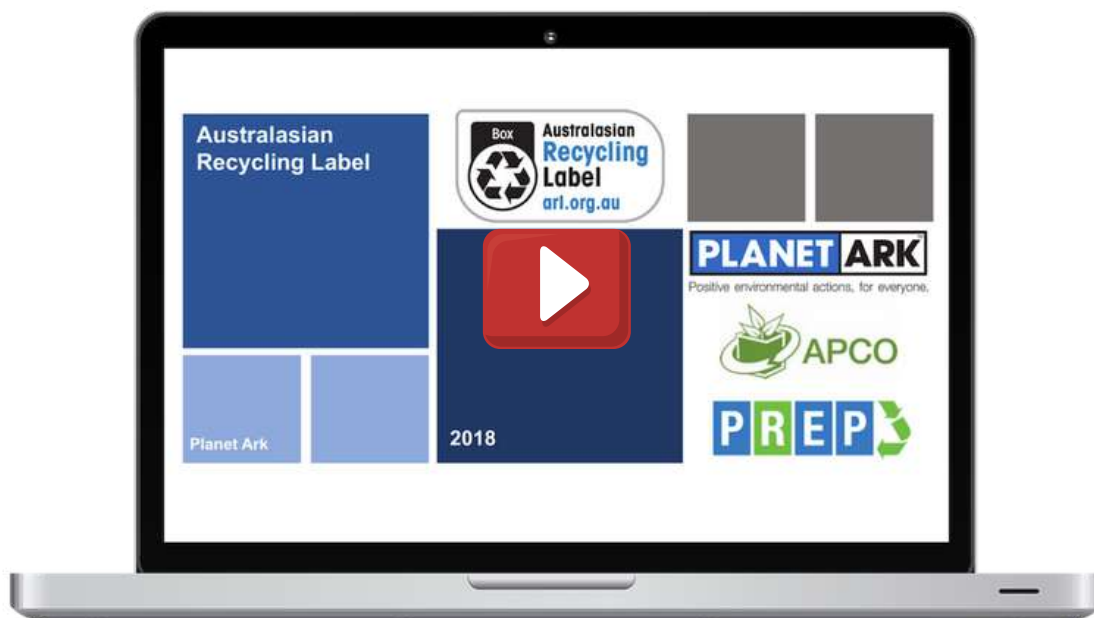 Australasian
Recycling Label
Planet Ark
Box
Australasian
Recycling
Label
arl.org.au
2018
PLANET ARK
Positive environmental actions, for everyone.
APCO
PREP